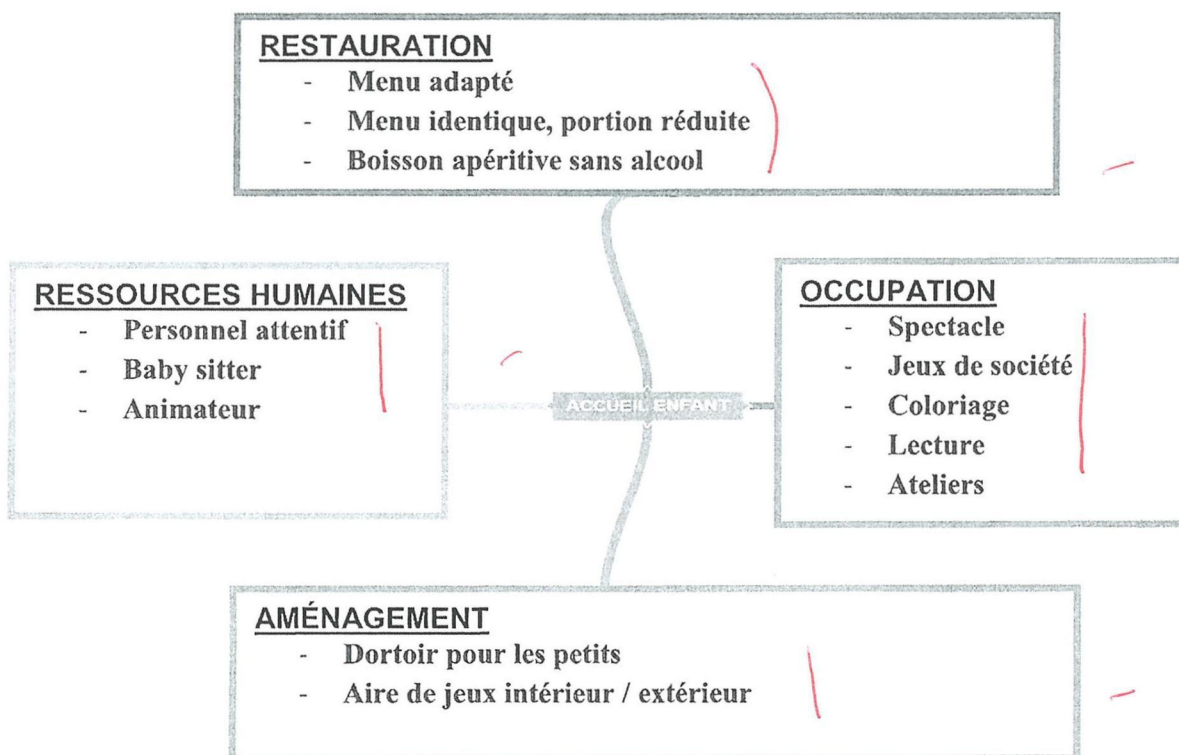 RESTAURATION
- Menu adapté
- Menu identique, portion réduite
- Boisson apéritive sans alcool
RESSOURCES HUMAINES
- Personnel attentif
- Baby sitter
- Animateur
ACCUEIL ENFANT
OCCUPATION
- Spectacle
- Jeux de société
- Coloriage
- Lecture
- Ateliers
AMÉNAGEMENT
- Dortoir pour les petits
- Aire de jeux intérieur / extérieur